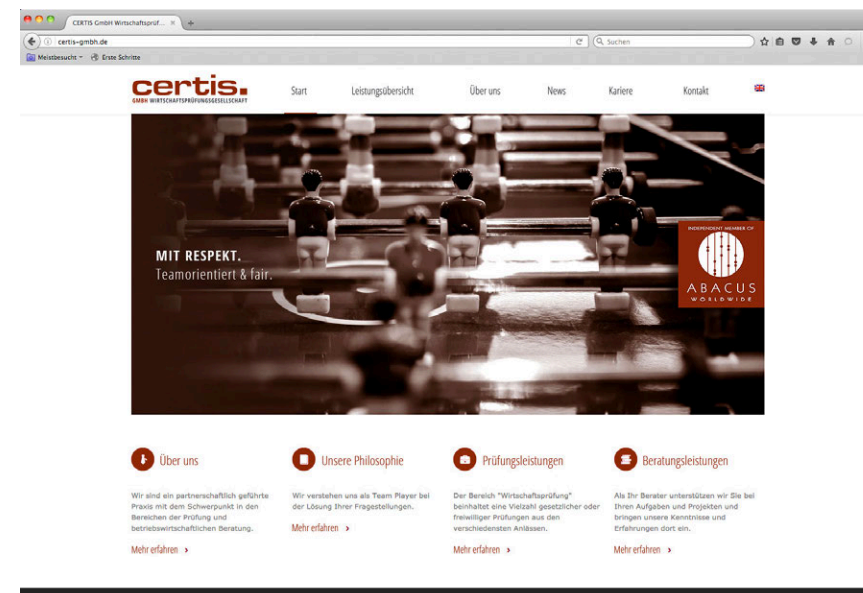 CERTIS GmbH Wirtschaftsprüf...
certis-gmbh.de
Suchen
Meistbesucht
Erste Schritte
certis.
GMBH WIRTSCHAFTSPRÜFUNGSGESELLSCHAFT
Start
Leistungsübersicht
Über uns
News
Kariere
Kontakt
MIT RESPEKT.
Teamorientiert & fair.
INDEPENDENT MEMBER OF
ABACUS
WORLDWIDE
Über uns
Wir sind ein partnerschaftlich geführte
Praxis mit dem Schwerpunkt in den
Bereichen der Prüfung und
betriebswirtschaftlichen Beratung.
Mehr erfahren ›
Unsere Philosophie
Wir verstehen uns als Team Player bei
der Lösung Ihrer Fragestellungen.
Mehr erfahren ›
Prüfungsleistungen
Der Bereich "Wirtschaftsprüfung"
beinhaltet eine Vielzahl gesetzlicher oder
freiwilliger Prüfungen aus den
verschiedensten Anlässen.
Mehr erfahren ›
Beratungsleistungen
Als Ihr Berater unterstützen wir Sie bei
Ihren Aufgaben und Projekten und
bringen unsere Kenntnisse und
Erfahrungen dort ein.
Mehr erfahren ›